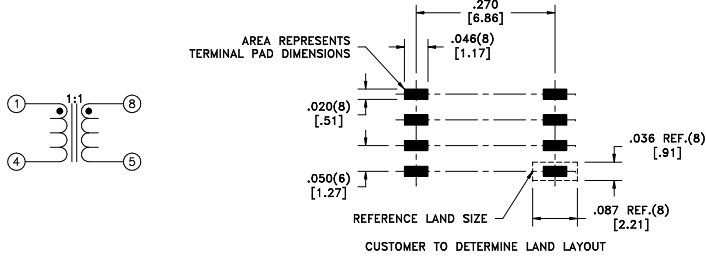 1:1
1
8
4
5
.270
[6.86]
AREA REPRESENTS
TERMINAL PAD DIMENSIONS
.046(8)
[1.17]
.020(8)
[.51]
.050(6)
[1.27]
.036 REF.(8)
[.91]
.087 REF.(8)
[2.21]
REFERENCE LAND SIZE
CUSTOMER TO DETERMINE LAND LAYOUT